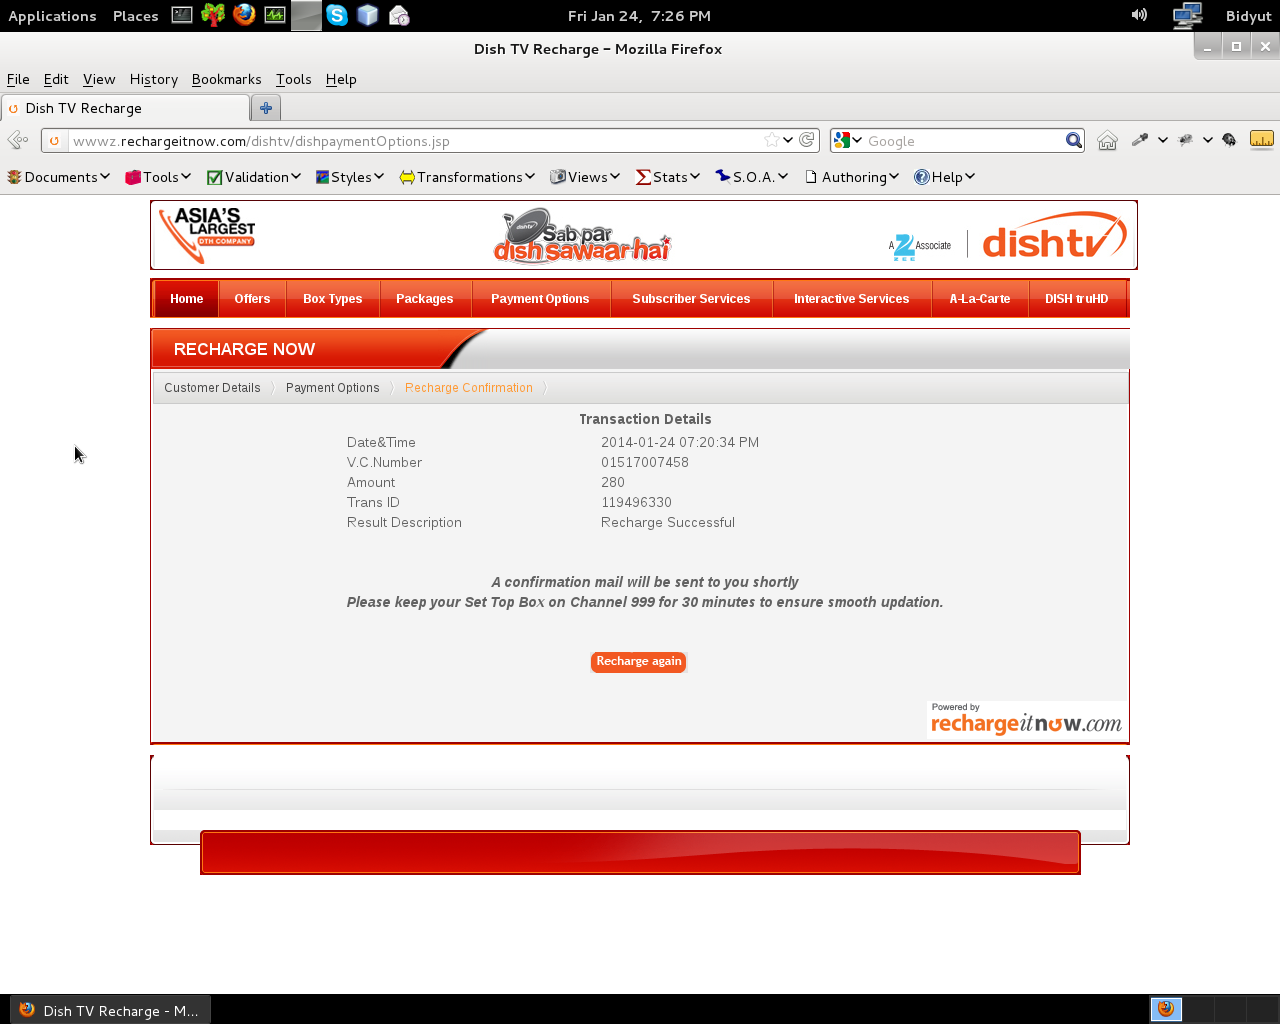 Applications Places Fri Jan 24, 7:26 PM Bidyut
Dish TV Recharge - Mozilla Firefox
File Edit View History Bookmarks Tools Help
Dish TV Recharge
wwwz.rechargeitnow.com/dishtv/dishpaymentOptions.jsp Google
Documents Tools Validation Styles Transformations Views Stats S.O.A. Authoring Help
ASIA'S
LARGEST
DTH COMPANY
dishtv
Sab par
dish sawaar hai
A Z Associate
ZEE
dishtv
Home Offers Box Types Packages Payment Options Subscriber Services Interactive Services A-La-Carte DISH truHD
RECHARGE NOW
Customer Details Payment Options Recharge Confirmation
Transaction Details
Date&Time 2014-01-24 07:20:34 PM
V.C.Number 01517007458
Amount 280
Trans ID 119496330
Result Description Recharge Successful
A confirmation mail will be sent to you shortly
Please keep your Set Top Box on Channel 999 for 30 minutes to ensure smooth updation.
Recharge again
Powered by
rechargeitnow.com
Dish TV Recharge - M...